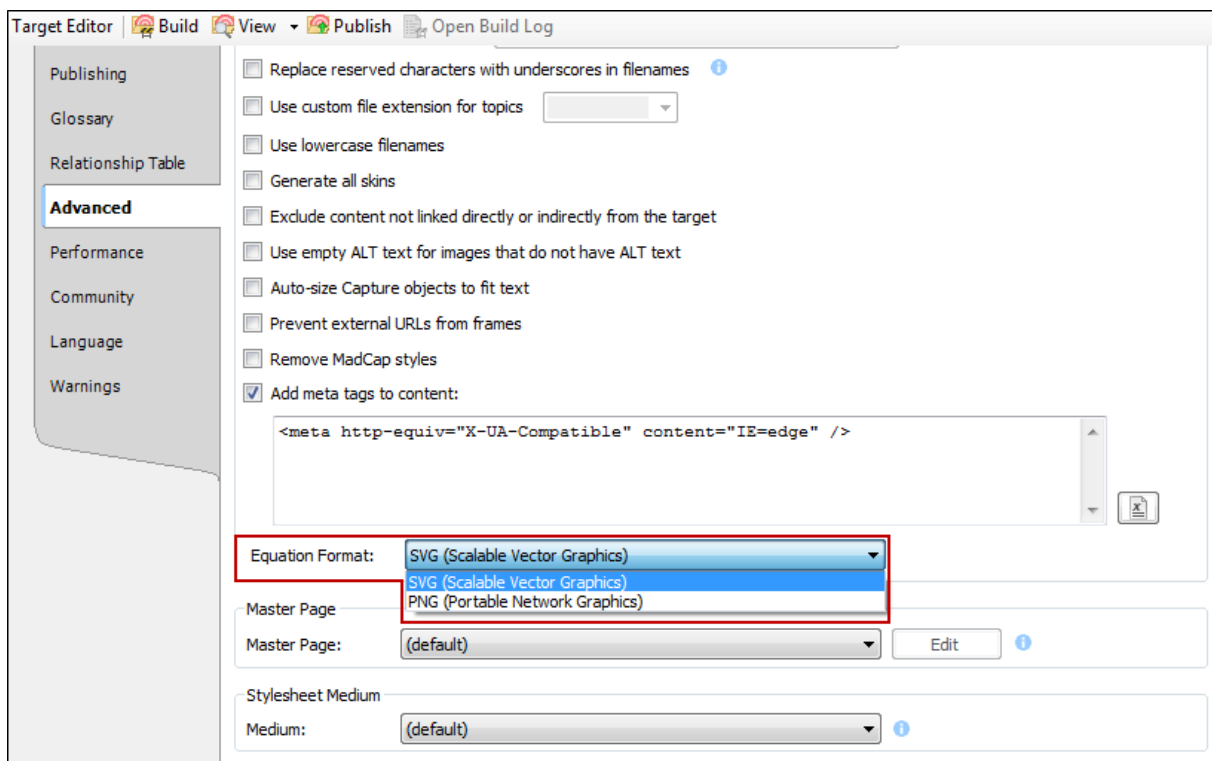 Target Editor Build View Publish Open Build Log
Publishing
Glossary
Relationship Table
Advanced
Performance
Community
Language
Warnings
Replace reserved characters with underscores in filenames
Use custom file extension for topics
Use lowercase filenames
Generate all skins
Exclude content not linked directly or indirectly from the target
Use empty ALT text for images that do not have ALT text
Auto-size Capture objects to fit text
Prevent external URLs from frames
Remove MadCap styles
Add meta tags to content:
<meta http-equiv="X-UA-Compatible" content="IE=edge" />
Equation Format: SVG (Scalable Vector Graphics)
SVG (Scalable Vector Graphics)
PNG (Portable Network Graphics)
Master Page
Master Page: (default) Edit
Stylesheet Medium
Medium: (default)